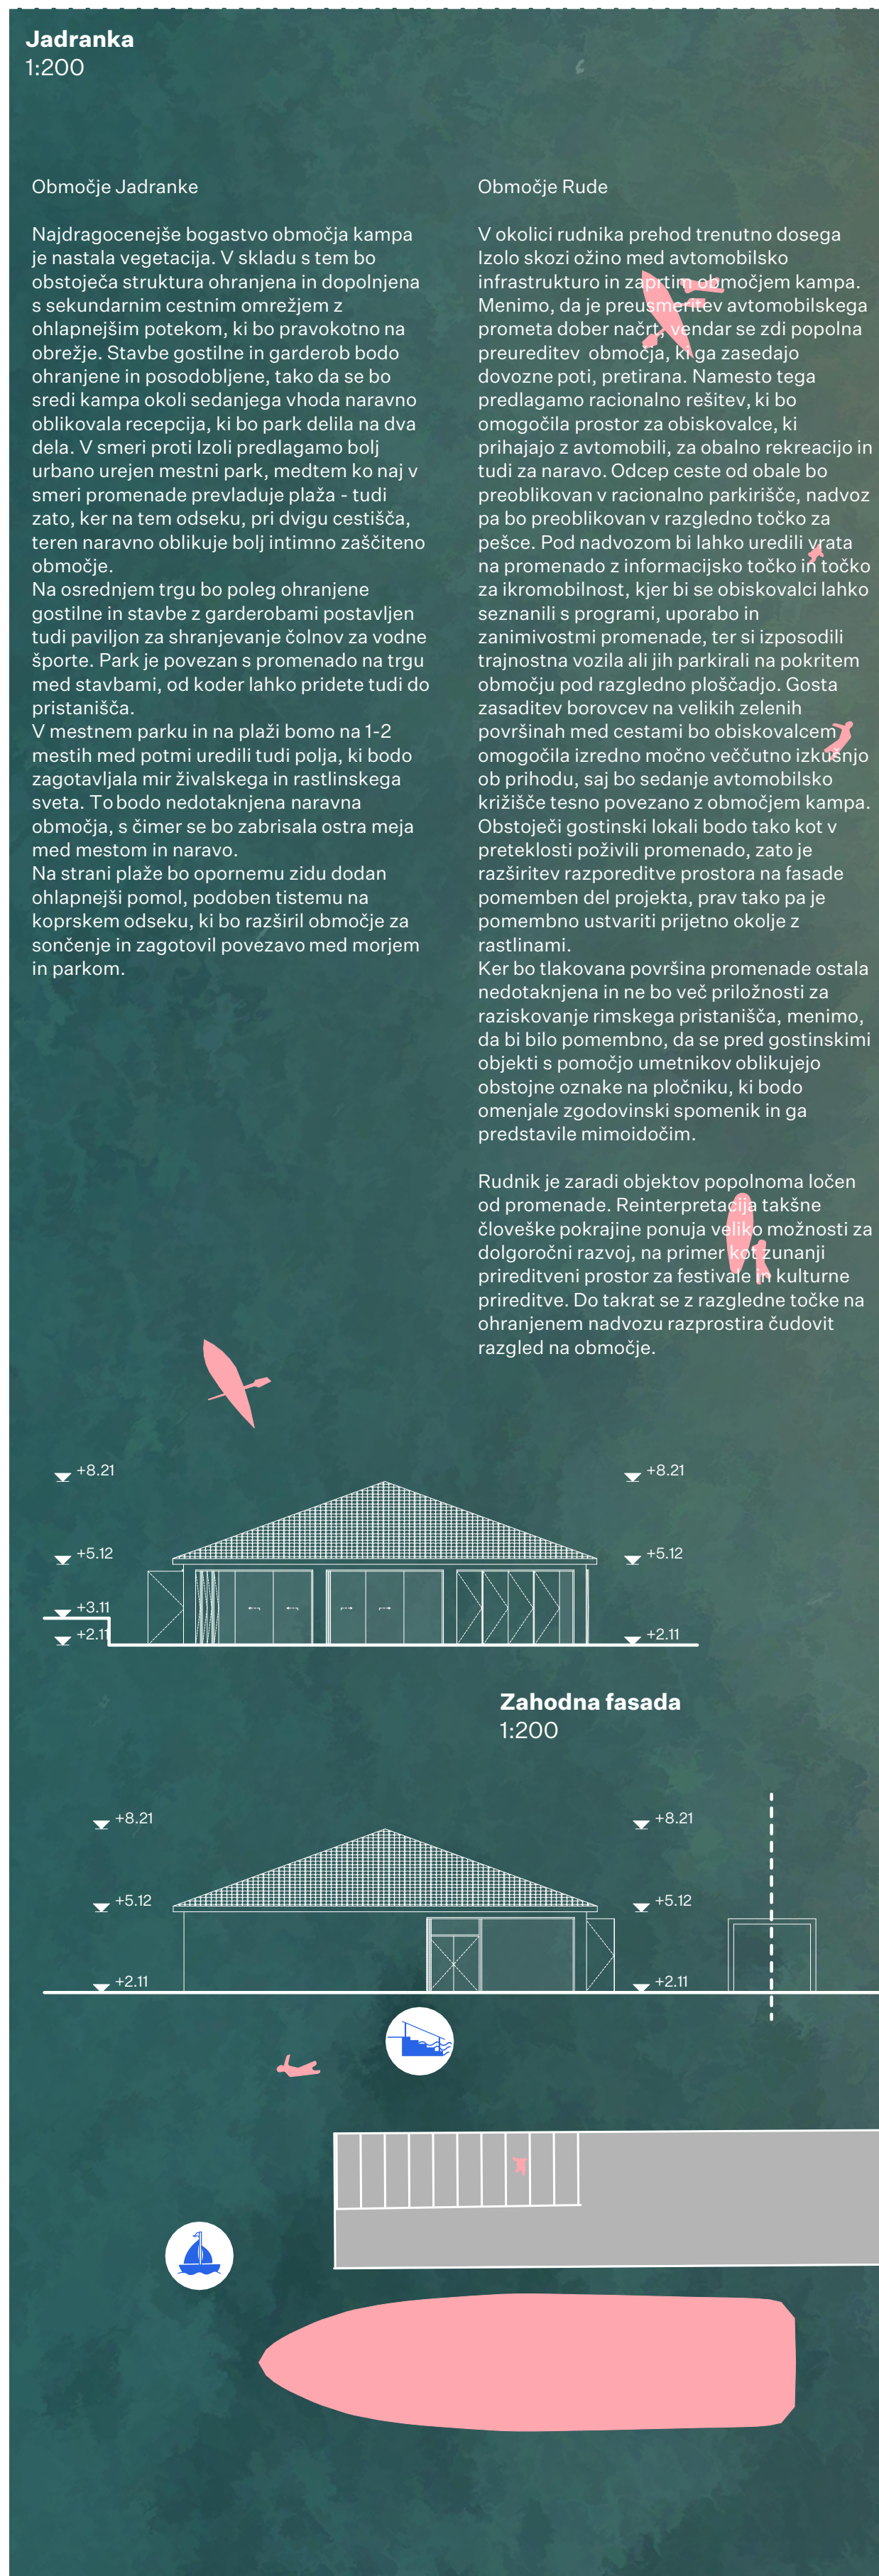 Jadranka
1:200
Območje Jadranke
Najdragocenejše bogastvo območja kampa
je nastala vegetacija. V skladu s tem bo
obstoječa struktura ohranjena in dopolnjena
s sekundarnim cestnim omrežjem z
ohlapnejšim potekom, ki bo pravokotno na
obrežje. Stavbe gostilne in garderob bodo
ohranjene in posodobljene, tako da se bo
sredi kampa okoli sedanjega vhoda naravno
oblikovala recepcija, ki bo park delila na dva
dela. V smeri proti Izoli predlagamo bolj
urbano urejen mestni park, medtem ko naj v
smeri promenade prevladuje plaža - tudi
zato, ker na tem odseku, pri dvigu cestišča,
teren naravno oblikuje bolj intimno zaščiteno
območje.
Na osrednjem trgu bo poleg ohranjene
gostilne in stavbe z garderobami postavljen
tudi paviljon za shranjevanje čolnov za vodne
športe. Park je povezan s promenado na trgu
med stavbami, od koder lahko pridete tudi do
pristanišča.
V mestnem parku in na plaži bomo na 1-2
mestih med potmi uredili tudi polja, ki bodo
zagotavljala mir živalskega in rastlinskega
sveta. To bodo nedotaknjena naravna
območja, s čimer se bo zabrisala ostra meja
med mestom in naravo.
Na strani plaže bo opornemu zidu dodan
ohlapnejši pomol, podoben tistemu na
koprskem odseku, ki bo razširil območje za
sončenje in zagotovil povezavo med morjem
in parkom.
Območje Rude
V okolici rudnika prehod trenutno dosega
Izolo skozi ožino med avtomobilsko
infrastrukturo in zaprtim območjem kampa.
Menimo, da je preusmeritev avtomobilskega
prometa dober načrt, vendar se zdi popolna
preureditev  območja, ki ga zasedajo
dovozne poti, pretirana. Namesto tega
predlagamo racionalno rešitev, ki bo
omogočila prostor za obiskovalce, ki
prihajajo z avtomobili, za obalno rekreacijo in
tudi za naravo. Odcep ceste od obale bo
preoblikovan v racionalno parkirišče, nadvoz
pa bo preoblikovan v razgledno točko za
pešce. Pod nadvozom bi lahko uredili vrata
na promenado z informacijsko točko in točko
za ikromobilnost, kjer bi se obiskovalci lahko
seznanili s programi, uporabo in
zanimivostmi promenade, ter si izposodili
trajnostna vozila ali jih parkirali na pokritem
območju pod razgledno ploščadjo. Gosta
zasaditev borovcev na velikih zelenih
površinah med cestami bo obiskovalcem
omogočila izredno močno veččutno izkušnjo
ob prihodu, saj bo sedanje avtomobilsko
križišče tesno povezano z območjem kampa.
Obstoječi gostinski lokali bodo tako kot v
preteklosti poživili promenado, zato je
razširitev razporeditve prostora na fasade
pomemben del projekta, prav tako pa je
pomembno ustvariti prijetno okolje z
rastlinami.
Ker bo tlakovana površina promenade ostala
nedotaknjena in ne bo več priložnosti za
raziskovanje rimskega pristanišča, menimo,
da bi bilo pomembno, da se pred gostinskimi
objekti s pomočjo umetnikov oblikujejo
obstojne oznake na pločniku, ki bodo
omenjale zgodovinski spomenik in ga
predstavile mimoidočim.
Rudnik je zaradi objektov popolnoma ločen
od promenade. Reinterpretacija takšne
človeške pokrajine ponuja veliko možnosti za
dolgoročni razvoj, na primer kot zunanji
prireditveni prostor za festivale in kulturne
prireditve. Do takrat se z razgledne točke na
ohranjenem nadvozu razprostira čudovit
razgled na območje.
+8.21
+8.21
+5.12
+5.12
+3.11
+2.11
+2.11
Zahodna fasada
1:200
+8.21
+8.21
+5.12
+5.12
+2.11
+2.11